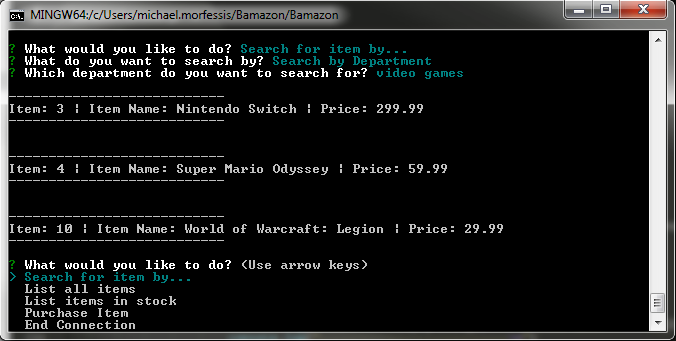 MINGW64:/c/Users/michael.morfessis/Bamazon/Bamazon
? What would you like to do? Search for item by...
? What do you want to search by? Search by Department
? Which department do you want to search for? video games
----------------------------
Item: 3 ¦ Item Name: Nintendo Switch ¦ Price: 299.99
----------------------------
----------------------------
Item: 4 ¦ Item Name: Super Mario Odyssey ¦ Price: 59.99
----------------------------
----------------------------
Item: 10 ¦ Item Name: World of Warcraft: Legion ¦ Price: 29.99
----------------------------
? What would you like to do? (Use arrow keys)
> Search for item by...
List all items
List items in stock
Purchase Item
End Connection